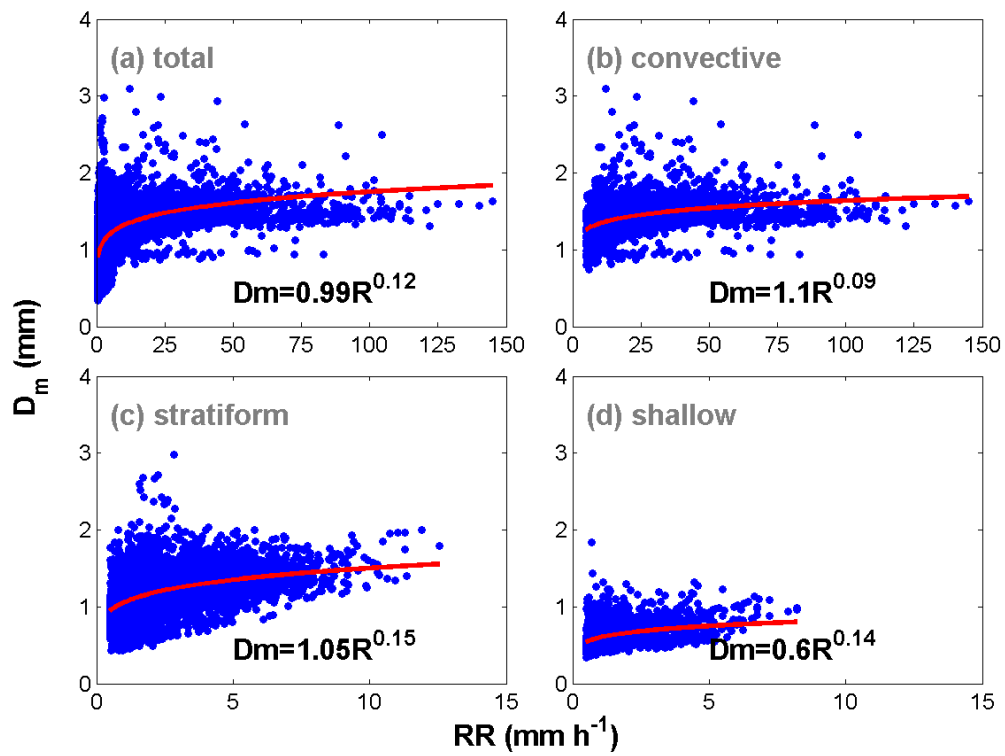 4
3
2
1
0
(a) total
Dm=0.99R^0.12
0 25 50 75 100 125 150
4
3
2
1
0
(b) convective
Dm=1.1R^0.09
0 25 50 75 100 125 150
D_m (mm)
4
3
2
1
0
(c) stratiform
Dm=1.05R^0.15
0 5 10 15
4
3
2
1
0
(d) shallow
Dm=0.6R^0.14
0 5 10 15
RR (mm h^-1)